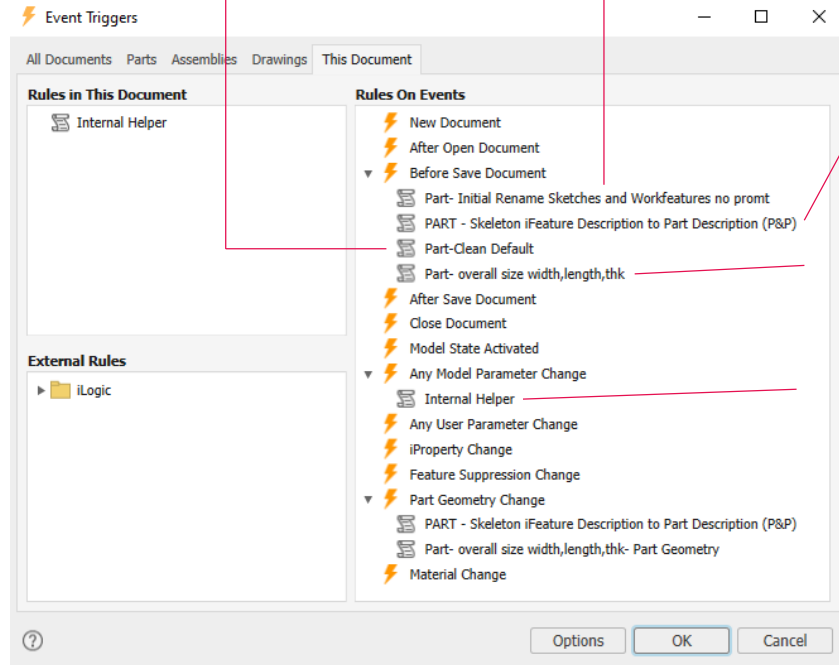 Event Triggers
All Documents Parts Assemblies Drawings This Document
Rules in This Document
Internal Helper
Rules On Events
New Document
After Open Document
Before Save Document
Part- Initial Rename Sketches and Workfeatures no promt
PART - Skeleton iFeature Description to Part Description (P&P)
Part-Clean Default
Part- overall size width,length,thk
After Save Document
Close Document
Model State Activated
Any Model Parameter Change
Internal Helper
Any User Parameter Change
iProperty Change
Feature Suppression Change
Part Geometry Change
PART - Skeleton iFeature Description to Part Description (P&P)
Part- overall size width,length,thk- Part Geometry
Material Change
External Rules
iLogic
?
Options OK Cancel